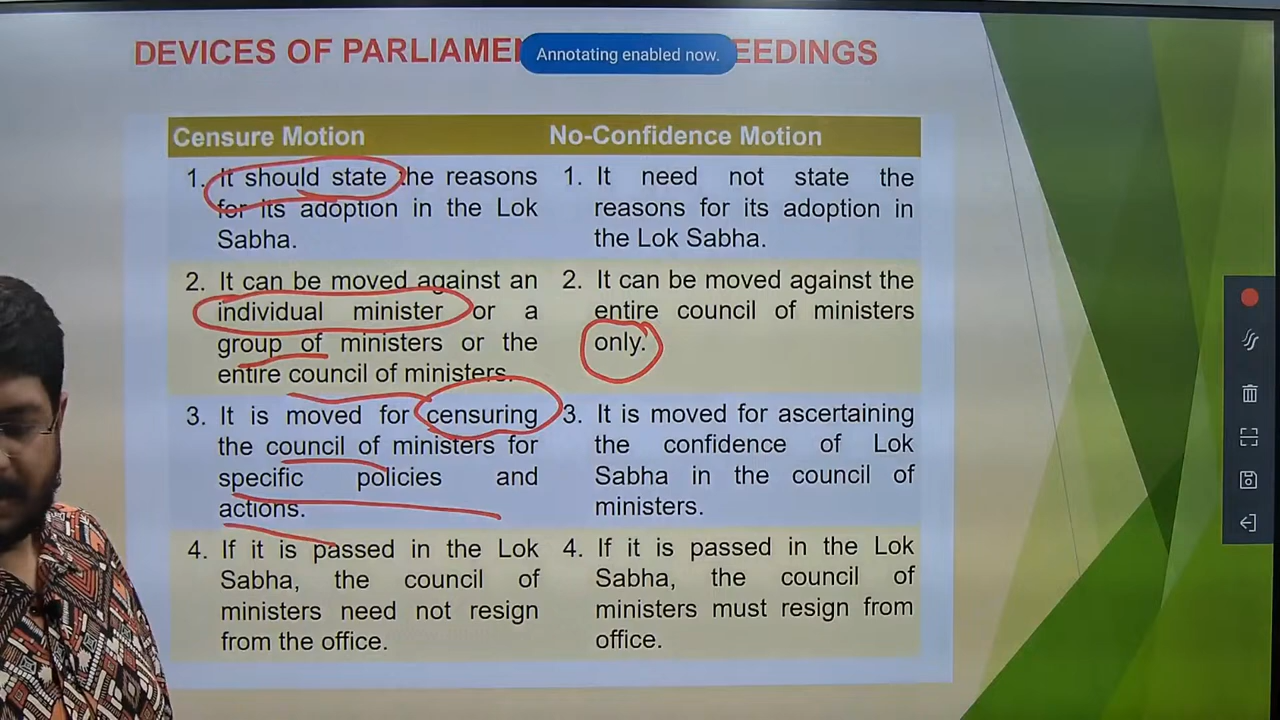 DEVICES OF PARLIAMEN
EEDINGS
Annotating enabled now.
Censure Motion
No-Confidence Motion
1. It should state the reasons
for its adoption in the Lok
Sabha.
1. It need not state the
reasons for its adoption in
the Lok Sabha.
2. It can be moved against an
individual minister or a
group of ministers or the
entire council of ministers.
2. It can be moved against the
entire council of ministers
only.
3. It is moved for censuring
the council of ministers for
specific policies and
actions.
3. It is moved for ascertaining
the confidence of Lok
Sabha in the council of
ministers.
4. If it is passed in the Lok
Sabha, the council of
ministers need not resign
from the office.
4. If it is passed in the Lok
Sabha, the council of
ministers must resign from
office.